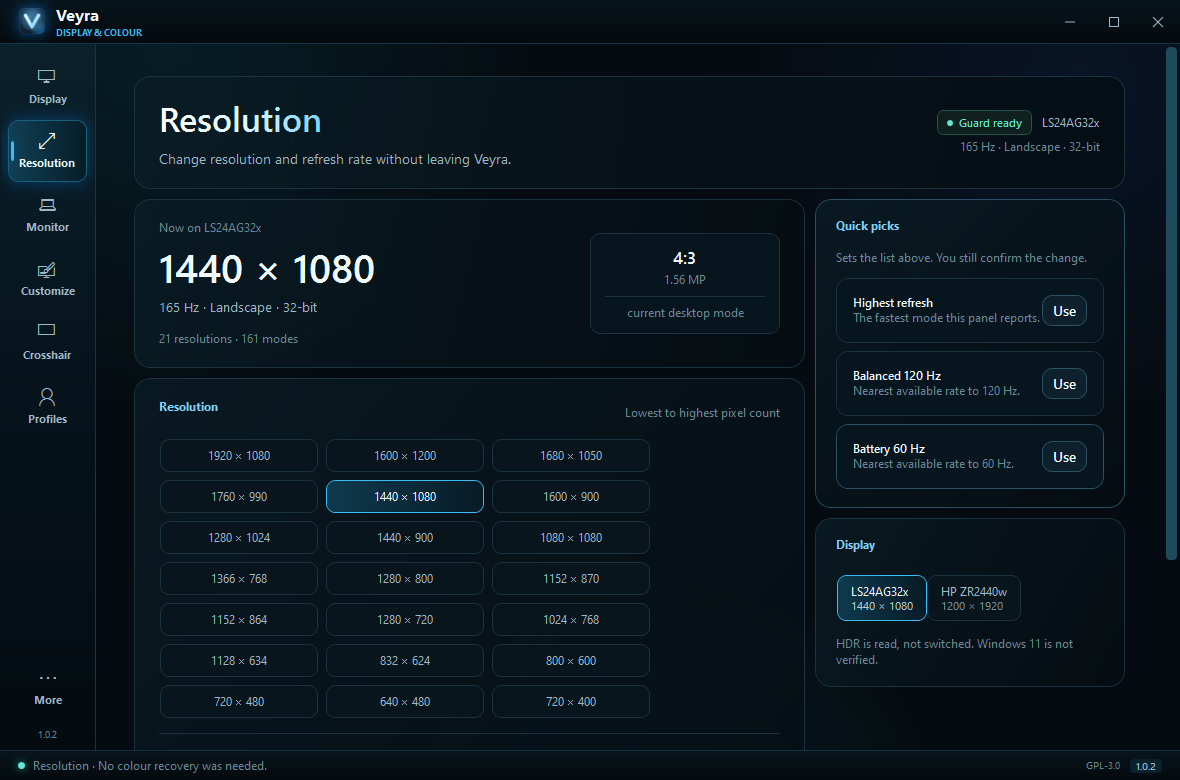 Veyra
DISPLAY & COLOUR
Display
Resolution
Monitor
Customize
Crosshair
Profiles
More
1.0.2
Resolution
Change resolution and refresh rate without leaving Veyra.
Guard ready
LS24AG32x
165 Hz · Landscape · 32-bit
Now on LS24AG32x
1440 × 1080
165 Hz · Landscape · 32-bit
21 resolutions · 161 modes
4:3
1.56 MP
current desktop mode
Resolution
Lowest to highest pixel count
1920 × 1080
1600 × 1200
1680 × 1050
1760 × 990
1440 × 1080
1600 × 900
1280 × 1024
1440 × 900
1080 × 1080
1366 × 768
1280 × 800
1152 × 870
1152 × 864
1280 × 720
1024 × 768
1128 × 634
832 × 624
800 × 600
720 × 480
640 × 480
720 × 400
Quick picks
Sets the list above. You still confirm the change.
Highest refresh
The fastest mode this panel reports.
Use
Balanced 120 Hz
Nearest available rate to 120 Hz.
Use
Battery 60 Hz
Nearest available rate to 60 Hz.
Use
Display
LS24AG32x
1440 × 1080
HP ZR2440w
1200 × 1920
HDR is read, not switched. Windows 11 is not
verified.
Resolution · No colour recovery was needed.
GPL-3.0
1.0.2